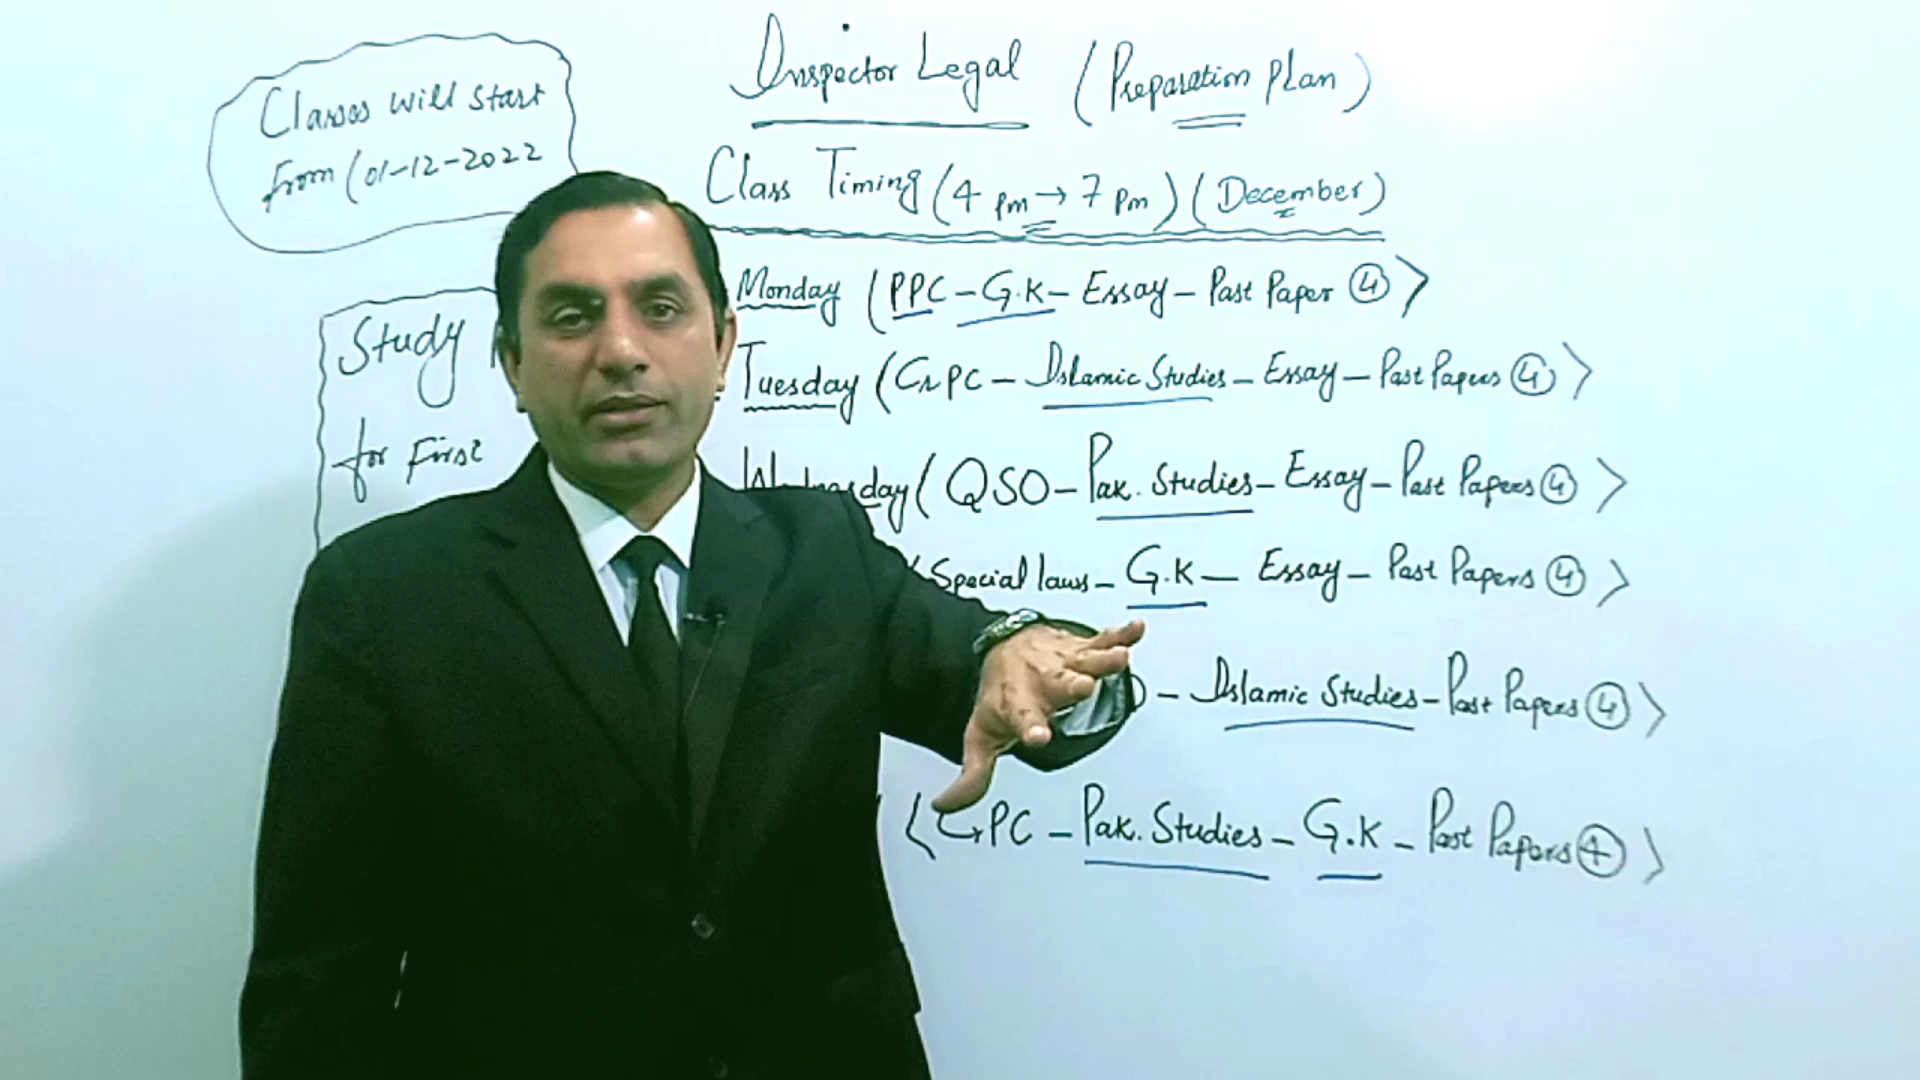 Classes will start
from (01-12-2022
Study
for First
Inspector Legal (Preparation Plan)
Class Timing (4 pm → 7 pm) (December)
Monday (PPC - G.K - Essay - Past Paper ④ >
Tuesday (CrPC - Islamic Studies - Essay - Past Papers ④ >
Wednesday (QSO - Pak. Studies - Essay - Past Papers ④ >
Special laws - G.K - Essay - Past Papers ④ >
- Islamic Studies - Past Papers ④ >
PC - Pak. Studies - G.K - Past Papers ④ >